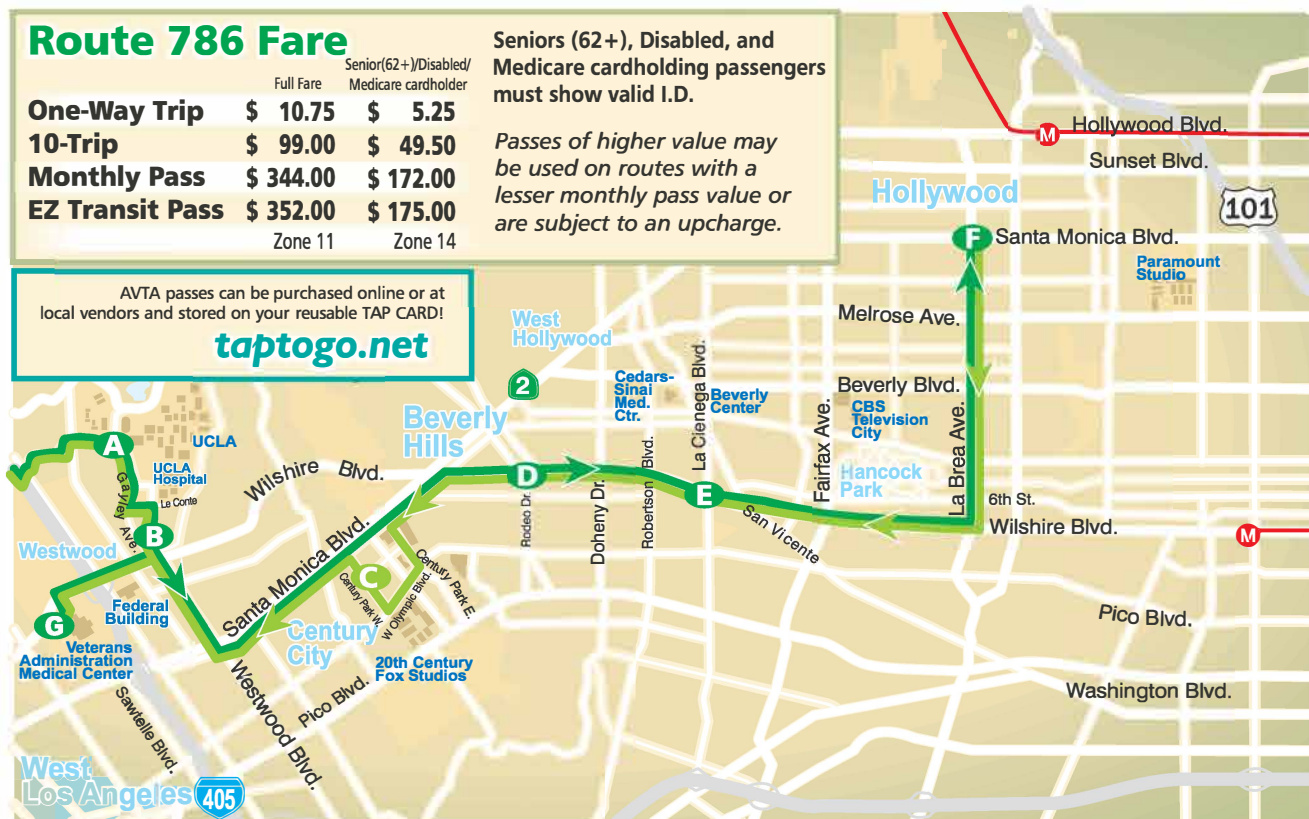 Route 786 Fare
Full Fare
Senior(62+)/Disabled/
Medicare cardholder
One-Way Trip $ 10.75 $ 5.25
10-Trip $ 99.00 $ 49.50
Monthly Pass $ 344.00 $ 172.00
EZ Transit Pass $ 352.00 $ 175.00
Zone 11 Zone 14
Seniors (62+), Disabled, and
Medicare cardholding passengers
must show valid I.D.
Passes of higher value may
be used on routes with a
lesser monthly pass value or
are subject to an upcharge.
AVTA passes can be purchased online or at
local vendors and stored on your reusable TAP CARD!
taptogo.net
M
Hollywood Blvd.
Sunset Blvd.
Hollywood
101
F
Santa Monica Blvd.
Paramount
Studio
Melrose Ave.
West
Hollywood
2
Cedars-
Sinai
Med.
Ctr.
La Cienega Blvd.
Beverly
Center
Beverly Blvd.
Fairfax Ave.
CBS
Television
City
La Brea Ave.
Hancock
Park
Beverly
Hills
A
UCLA
UCLA
Hospital
Gayley Ave.
Le Conte
Wilshire Blvd.
D
Rodeo Dr.
Doheny Dr.
Robertson Blvd.
E
San Vicente
6th St.
Wilshire Blvd.
M
B
Westwood
Santa Monica Blvd.
C
Century Park W.
W Olympic Blvd.
Century Park E.
Federal
Building
G
Veterans
Administration
Medical Center
Century
City
20th Century
Fox Studios
Pico Blvd.
Pico Blvd.
Washington Blvd.
Westwood Blvd.
Sawtelle Blvd.
West
Los Angeles
405